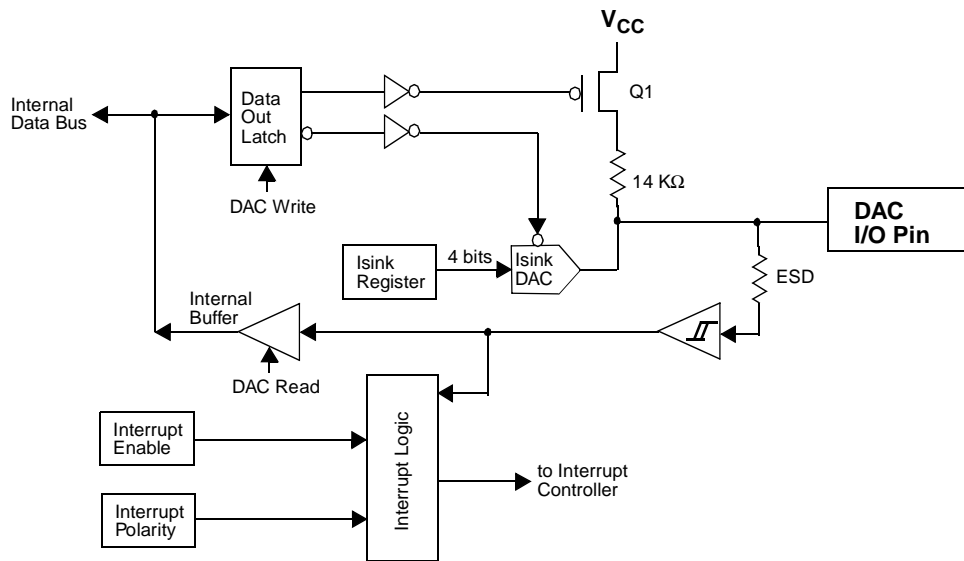 VCC
Q1
Internal
Data Bus
Data
Out
Latch
DAC Write
14 KΩ
DAC
I/O Pin
Isink
Register
4 bits
Isink
DAC
ESD
Internal
Buffer
DAC Read
Interrupt
Enable
Interrupt Logic
to Interrupt
Controller
Interrupt
Polarity